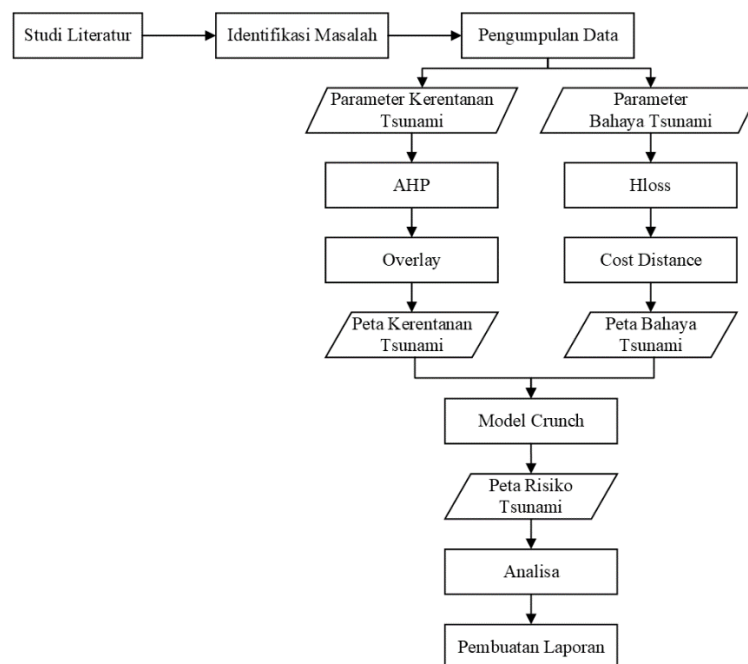 Studi Literatur
Identifikasi Masalah
Pengumpulan Data
Parameter Kerentanan
Tsunami
Parameter
Bahaya Tsunami
AHP
Hloss
Overlay
Cost Distance
Peta Kerentanan
Tsunami
Peta Bahaya
Tsunami
Model Crunch
Peta Risiko
Tsunami
Analisa
Pembuatan Laporan